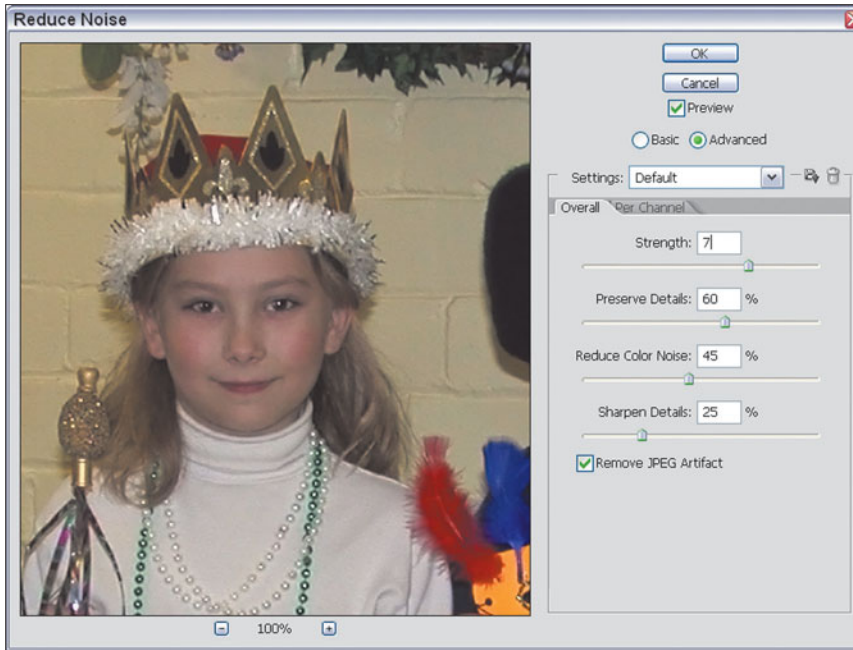 Reduce Noise
OK
Cancel
Preview
Basic Advanced
Settings: Default
Overall Per Channel
Strength: 7
Preserve Details: 60 %
Reduce Color Noise: 45 %
Sharpen Details: 25 %
Remove JPEG Artifact
100%